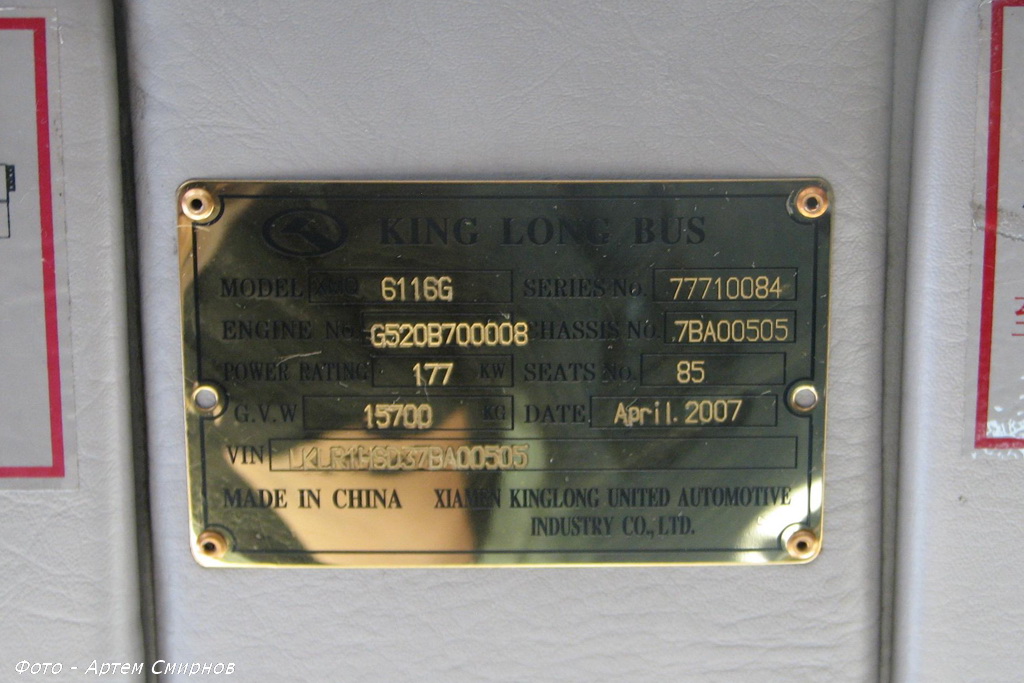 KING LONG BUS
MODEL XMQ 6116G SERIES No. 77710084
ENGINE No. G520B700008 CHASSIS NO. 7BA00505
POWER RATING 177 KW SEATS No. 85
G.V.W 15700 KG DATE April.2007
VIN LKLR1HSD37BA00505
MADE IN CHINA XIAMEN KINGLONG UNITED AUTOMOTIVE
INDUSTRY CO.,LTD.
Фото - Артем Смирнов